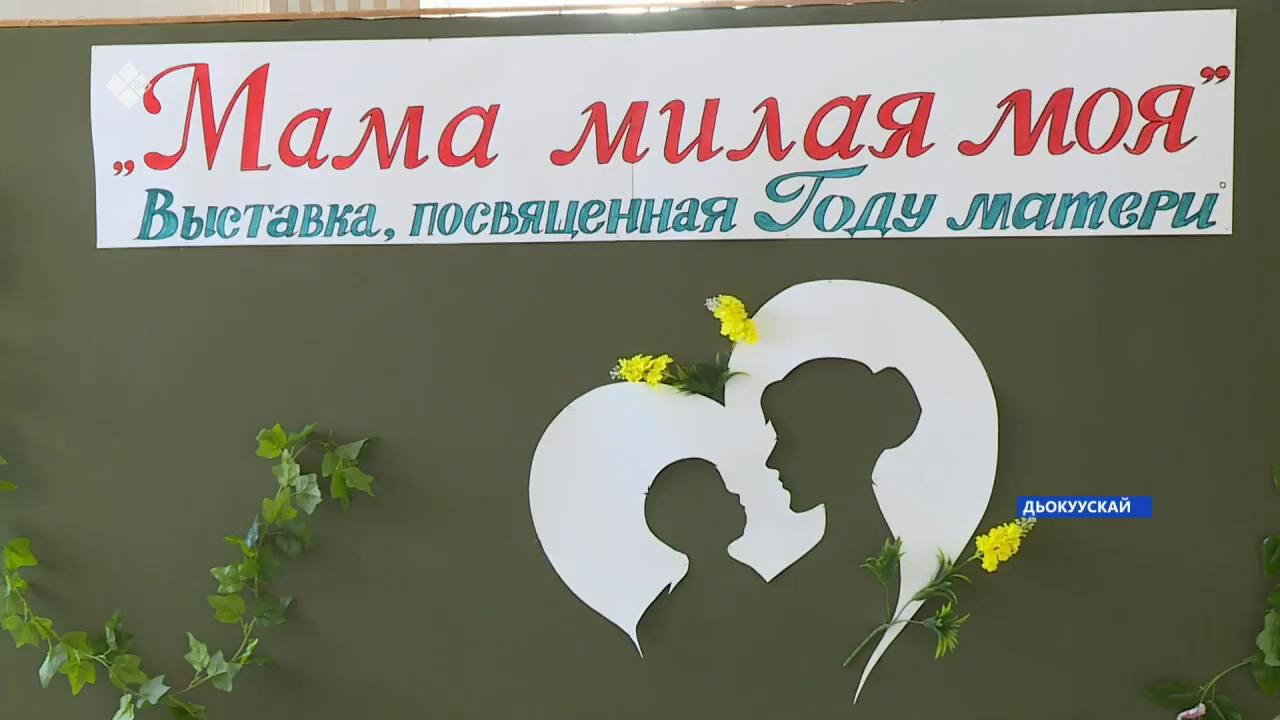 „Мама милая моя”
Выставка, посвященная Году матери
ДЬОКУУСКАЙ